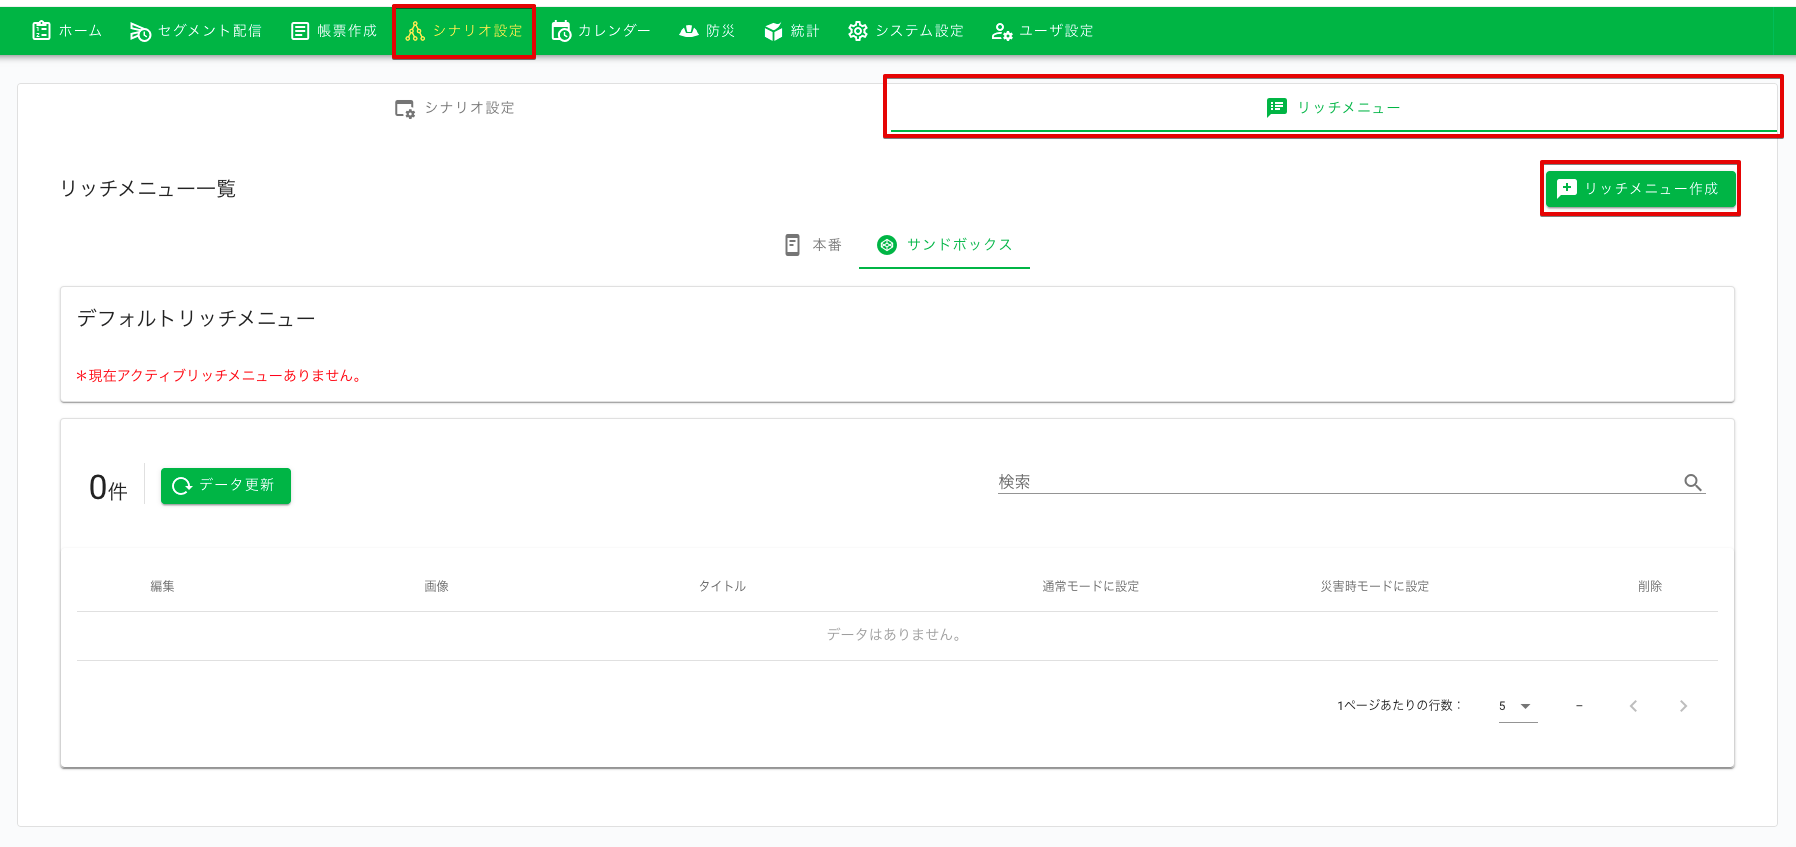 ホーム セグメント配信 帳票作成 シナリオ設定 カレンダー 防災 統計 システム設定 ユーザ設定
シナリオ設定 リッチメニュー
リッチメニュー一覧 リッチメニュー作成
本番 サンドボックス
デフォルトリッチメニュー
＊現在アクティブリッチメニューありません。
0件 データ更新 検索
編集 画像 タイトル 通常モードに設定 災害時モードに設定 削除
データはありません。
1ページあたりの行数： 5 –